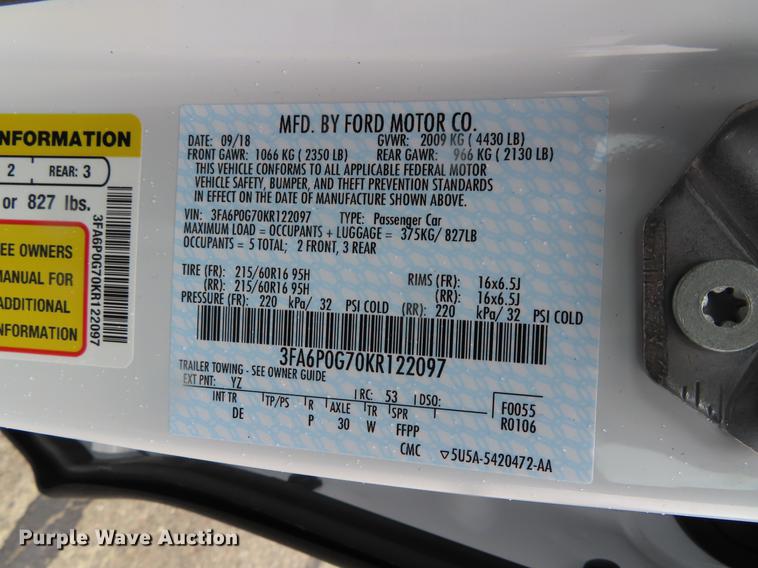 NFORMATION
2
REAR: 3
or 827 lbs.
EE OWNERS
MANUAL FOR
ADDITIONAL
NFORMATION
3FA6P0G70KR122097
MFD. BY FORD MOTOR CO.
DATE: 09/18 GVWR: 2009 KG ( 4430 LB)
FRONT GAWR: 1066 KG ( 2350 LB) REAR GAWR: 966 KG ( 2130 LB)
THIS VEHICLE CONFORMS TO ALL APPLICABLE FEDERAL MOTOR
VEHICLE SAFETY, BUMPER, AND THEFT PREVENTION STANDARDS
IN EFFECT ON THE DATE OF MANUFACTURE SHOWN ABOVE.
VIN: 3FA6P0G70KR122097 TYPE: Passenger Car
MAXIMUM LOAD = OCCUPANTS + LUGGAGE = 375KG/ 827LB
OCCUPANTS = 5 TOTAL; 2 FRONT, 3 REAR
TIRE (FR): 215/60R16 95H RIMS (FR): 16x6.5J
(RR): 215/60R16 95H (RR): 16x6.5J
PRESSURE (FR): 220 kPa/ 32 PSI COLD (RR): 220 kPa/ 32 PSI COLD
3FA6P0G70KR122097
TRAILER TOWING - SEE OWNER GUIDE
EXT PNT: YZ RC: 53 DSO:
INT TR TP/PS R AXLE TR SPR F0055
DE P 30 W FFPP R0106
CMC ▽5U5A-5420472-AA
Purple Wave Auction